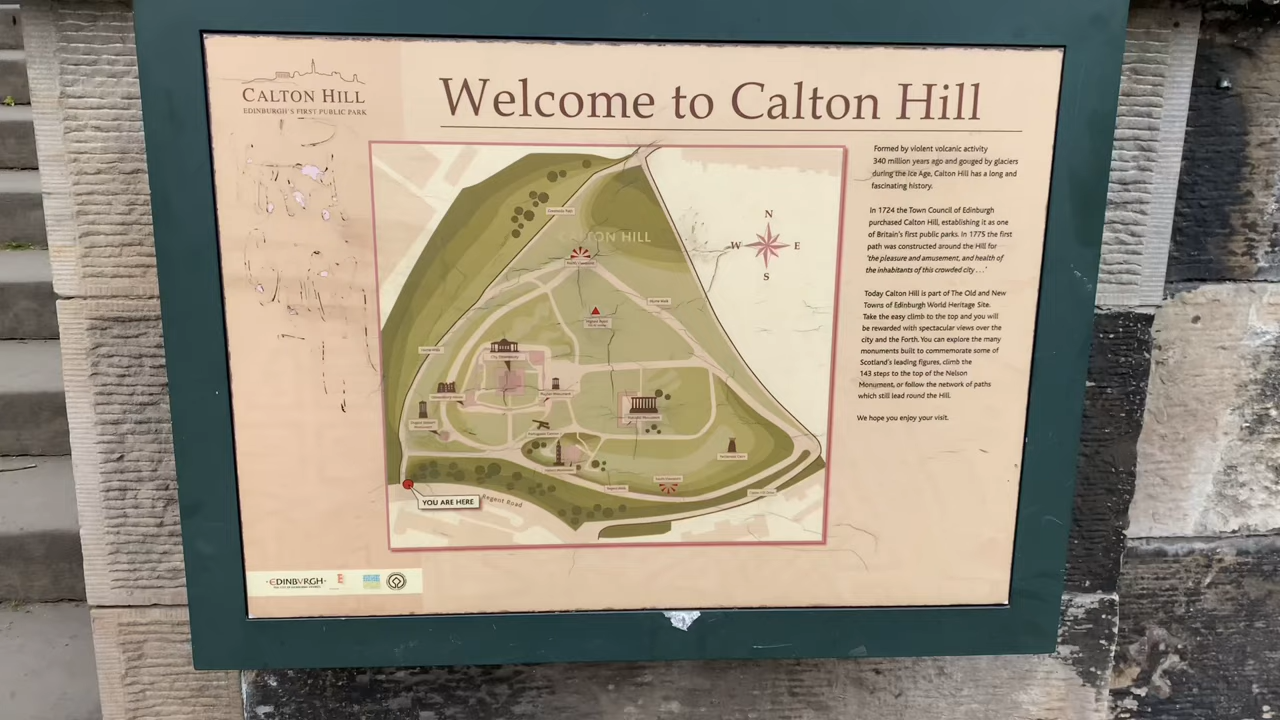 CALTON HILL
EDINBURGH'S FIRST PUBLIC PARK
Welcome to Calton Hill
Formed by violent volcanic activity
340 million years ago and gouged by glaciers
during the Ice Age, Calton Hill has a long and
fascinating history.
In 1724 the Town Council of Edinburgh
purchased Calton Hill, establishing it as one
of Britain's first public parks. In 1775 the first
path was constructed around the Hill for
'the pleasure and amusement, and health of
the inhabitants of this crowded city . . .'
Today Calton Hill is part of The Old and New
Towns of Edinburgh World Heritage Site.
Take the easy climb to the top and you will
be rewarded with spectacular views over the
city and the Forth. You can explore the many
monuments built to commemorate some of
Scotland's leading figures, climb the
143 steps to the top of the Nelson
Monument, or follow the network of paths
which still lead round the Hill.
We hope you enjoy your visit.
CALTON HILL
N
W
E
S
YOU ARE HERE
Regent Road
·EDINBVRGH·